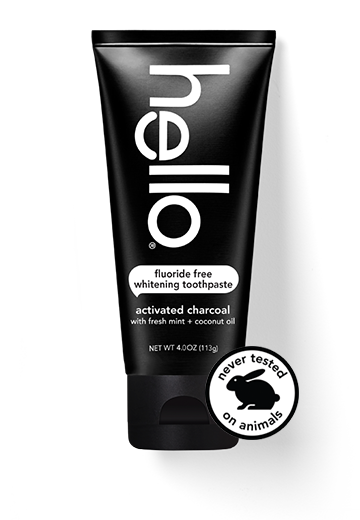 hello®
fluoride free
whitening toothpaste
activated charcoal
with fresh mint + coconut oil
NET WT 4.0OZ (113g)
never tested
on animals